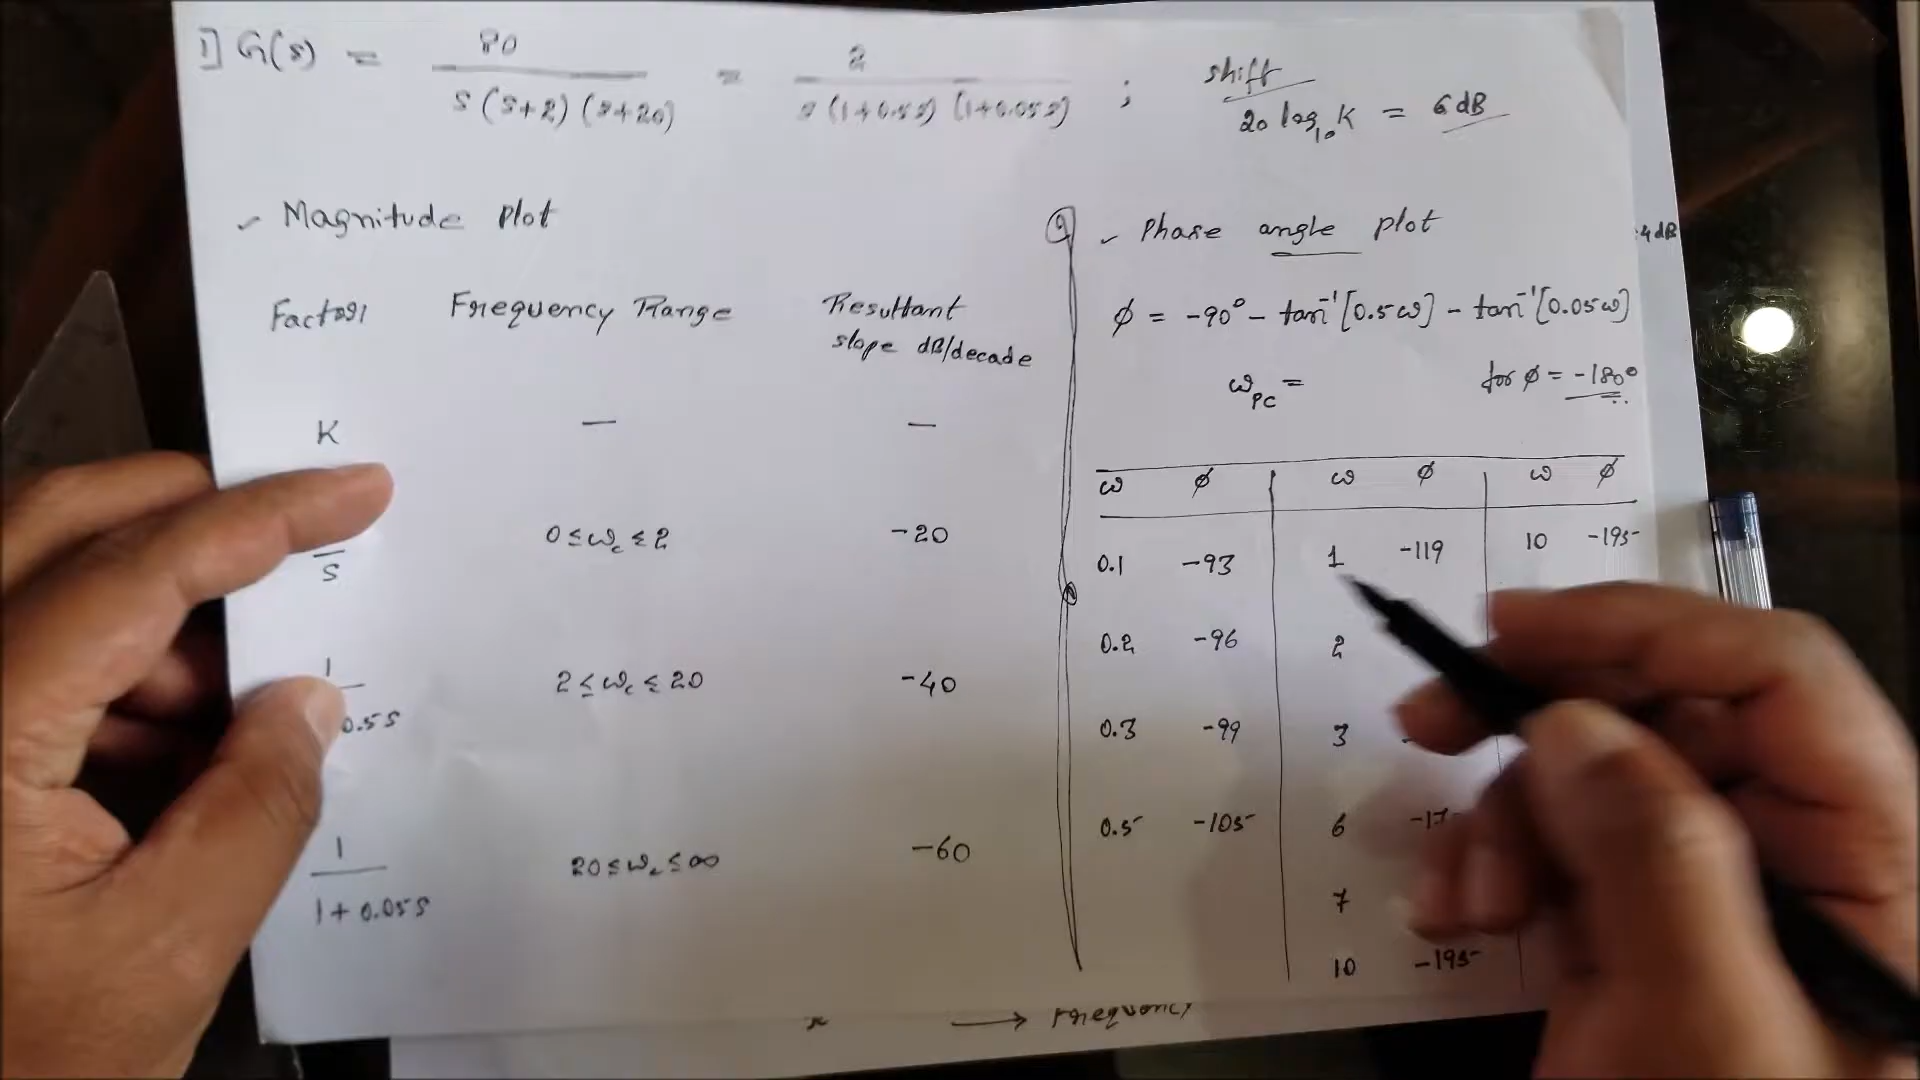 1] G(s) = 80 / s(s+2)(s+20) = 2 / s(1+0.5s)(1+0.05s) ; shift 20 log10 K = 6 dB
✓ Magnitude Plot
Factor Frequency Range Resultant slope dB/decade
K — —
s 0 ≤ ωc ≤ 2 -20
1 / 0.5s 2 ≤ ωc ≤ 20 -40
1 / 1+0.05s 20 ≤ ωc ≤ ∞ -60
✓ Phase angle plot
4 dB
φ = -90° - tan⁻¹[0.5ω] - tan⁻¹[0.05ω]
ωPC = for φ = -180°
ω φ ω φ ω φ
0.1 -93 1 -119 10 -195
0.2 -96 2
0.3 -99 3 -
0.5 -105 6 -17
7
10 -195
x → Frequency